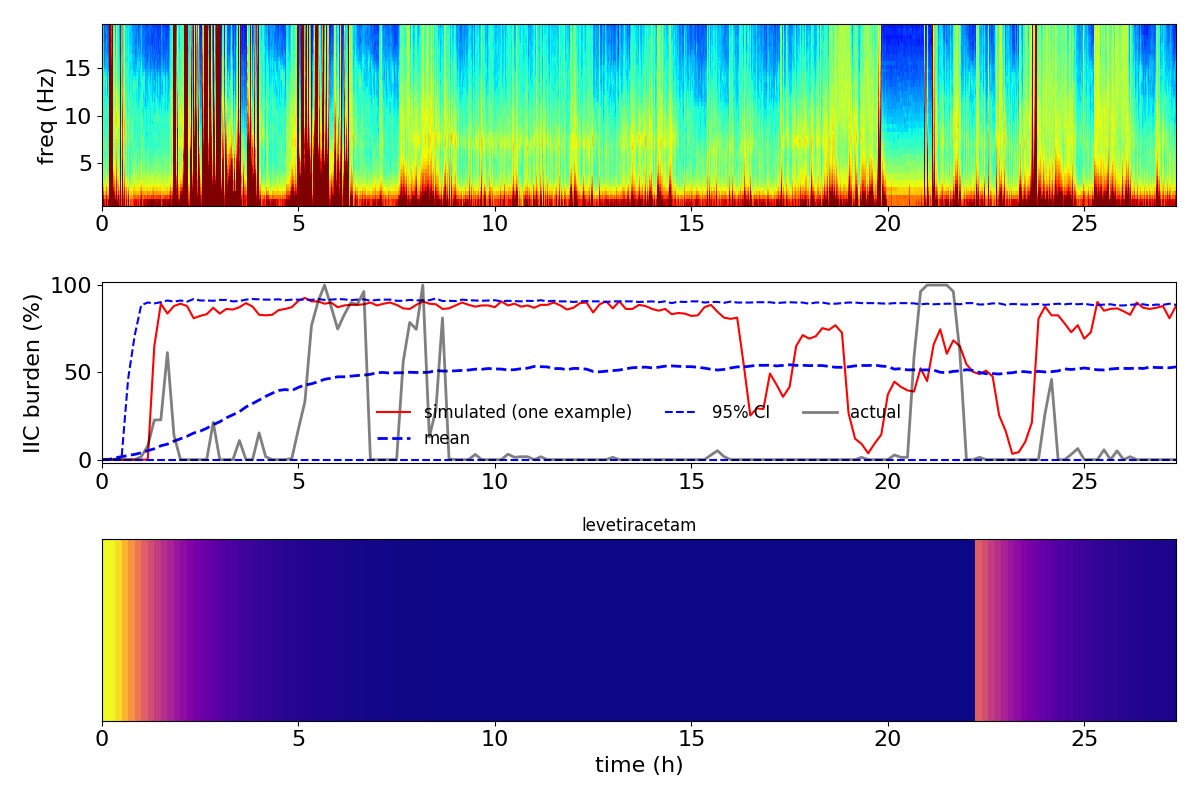 freq (Hz)
15
10
5
0 5 10 15 20 25
IIC burden (%)
100
50
0
simulated (one example) 95% CI actual
mean
0 5 10 15 20 25
levetiracetam
0 5 10 15 20 25
time (h)